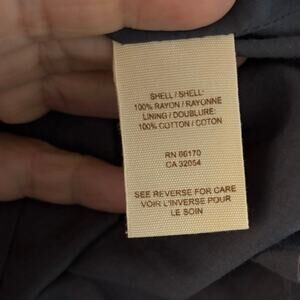 SHELL / SHELL:
100% RAYON / RAYONNE
LINING / DOUBLURE:
100% COTTON / COTON
RN 66170
CA 32054
SEE REVERSE FOR CARE
VOIR L'INVERSE POUR
LE SOIN